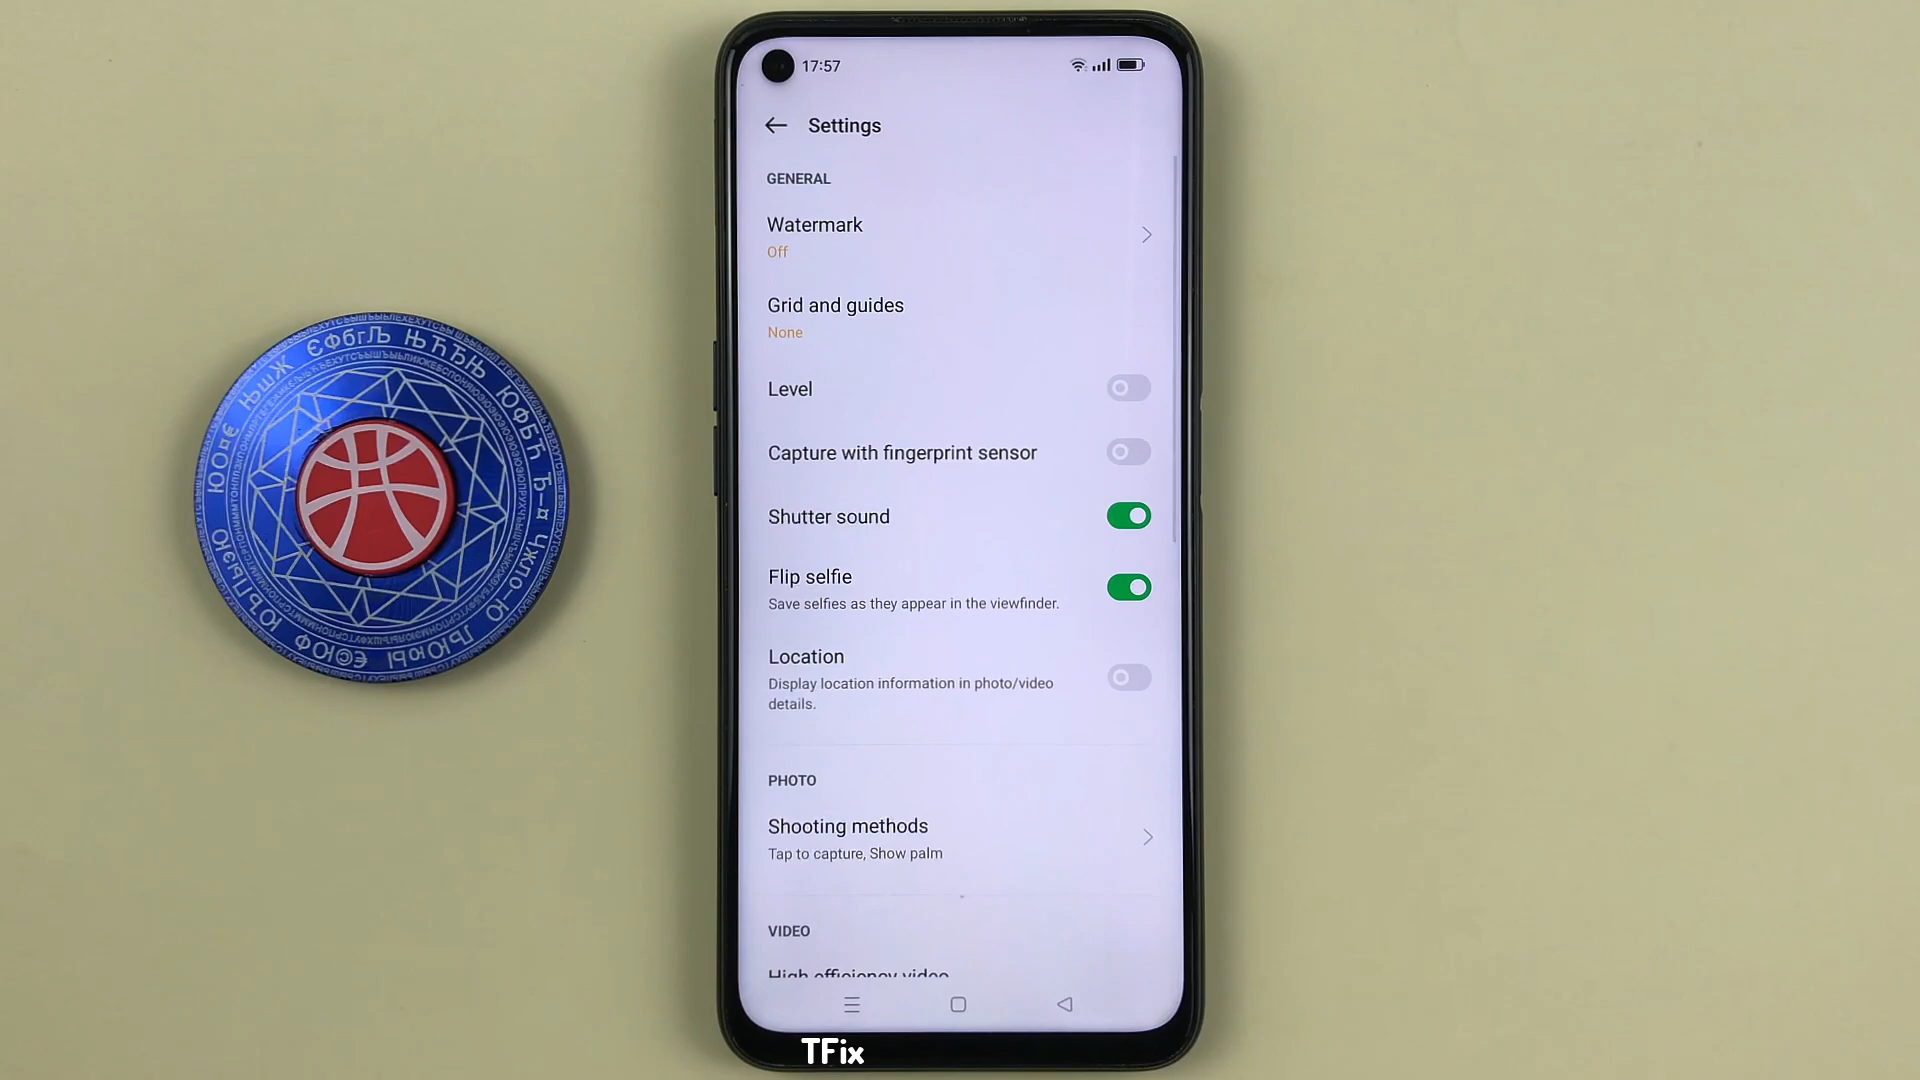 17:57
Settings
GENERAL
Watermark
Off
Grid and guides
None
Level
Capture with fingerprint sensor
Shutter sound
Flip selfie
Save selfies as they appear in the viewfinder.
Location
Display location information in photo/video
details.
PHOTO
Shooting methods
Tap to capture, Show palm
VIDEO
High efficiency video
TFix